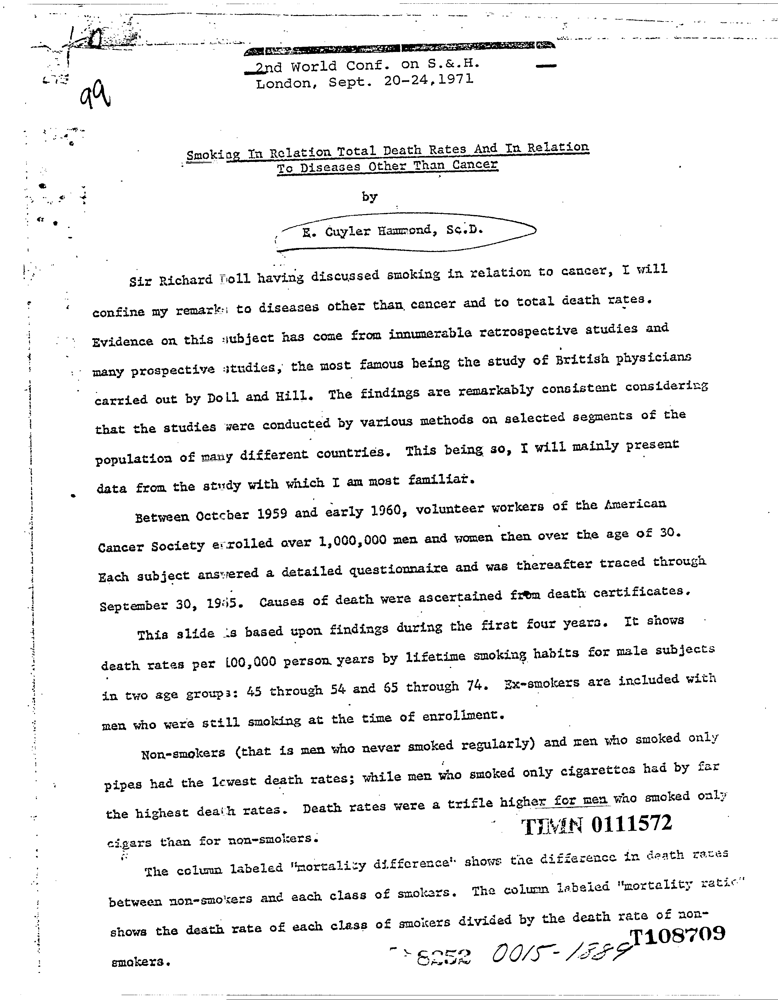 99
2nd World Conf. on S.&.H.
London, Sept. 20-24,1971
Smoking In Relation Total Death Rates And In Relation
To Diseases Other Than Cancer
by
E. Cuyler Hammond, Sc.D.
Sir Richard Doll having discussed smoking in relation to cancer, I will
confine my remarks to diseases other than cancer and to total death rates.
Evidence on this subject has come from innumerable retrospective studies and
many prospective studies, the most famous being the study of British physicians
carried out by Doll and Hill. The findings are remarkably consistent considering
that the studies were conducted by various methods on selected segments of the
population of many different countries. This being so, I will mainly present
data from the study with which I am most familiar.
Between October 1959 and early 1960, volunteer workers of the American
Cancer Society enrolled over 1,000,000 men and women then over the age of 30.
Each subject answered a detailed questionnaire and was thereafter traced through
September 30, 1965. Causes of death were ascertained from death certificates.
This slide is based upon findings during the first four years. It shows
death rates per 100,000 person years by lifetime smoking habits for male subjects
in two age groups: 45 through 54 and 65 through 74. Ex-smokers are included with
men who were still smoking at the time of enrollment.
Non-smokers (that is men who never smoked regularly) and men who smoked only
pipes had the lowest death rates; while men who smoked only cigarettes had by far
the highest death rates. Death rates were a trifle higher for men who smoked only
cigars than for non-smokers.
TIMN 0111572
The column labeled "mortality difference" shows the difference in death rates
between non-smokers and each class of smokers. The column labeled "mortality ratio"
shows the death rate of each class of smokers divided by the death rate of non-
smokers.
8252 0015-1889
T108709